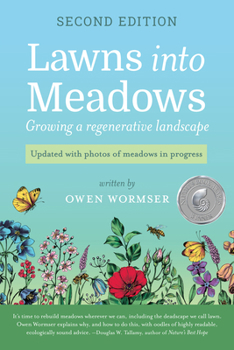 SECOND EDITION
Lawns into
Meadows
Growing a regenerative landscape
Updated with photos of meadows in progress
written by
OWEN WORMSER
It's time to rebuild meadows wherever we can, including the deadscape we call lawn.
Owen Wormser explains why, and how to do this, with oodles of highly readable,
ecologically sound advice. —Douglas W. Tallamy, author of Nature's Best Hope